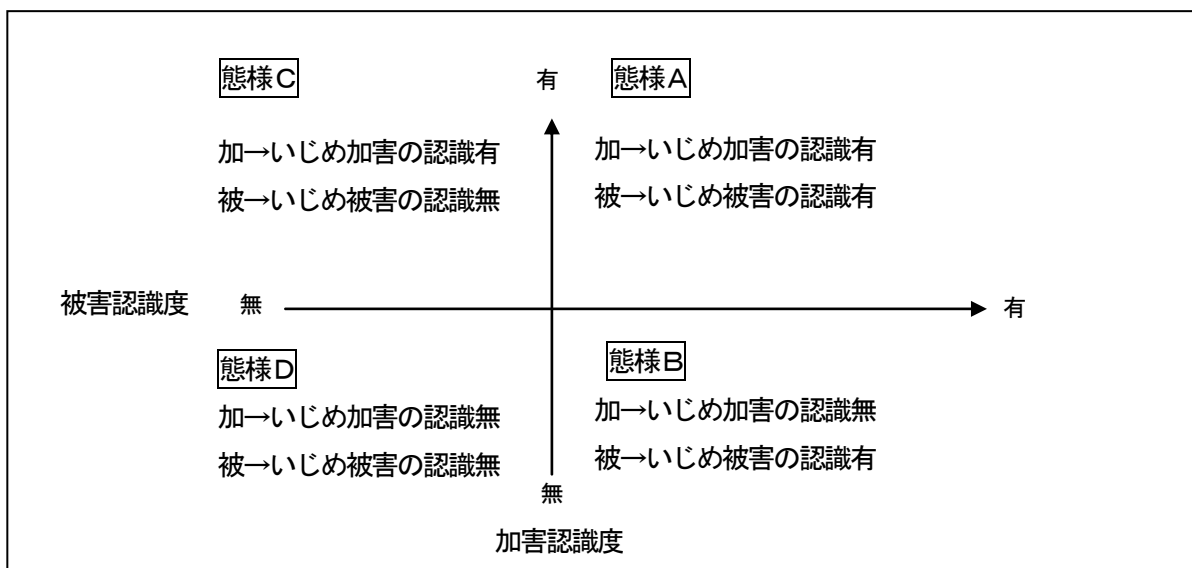 態様C
有
態様A
加→いじめ加害の認識有
被→いじめ被害の認識無
加→いじめ加害の認識有
被→いじめ被害の認識有
被害認識度
無
有
態様D
加→いじめ加害の認識無
被→いじめ被害の認識無
態様B
加→いじめ加害の認識無
被→いじめ被害の認識有
無
加害認識度